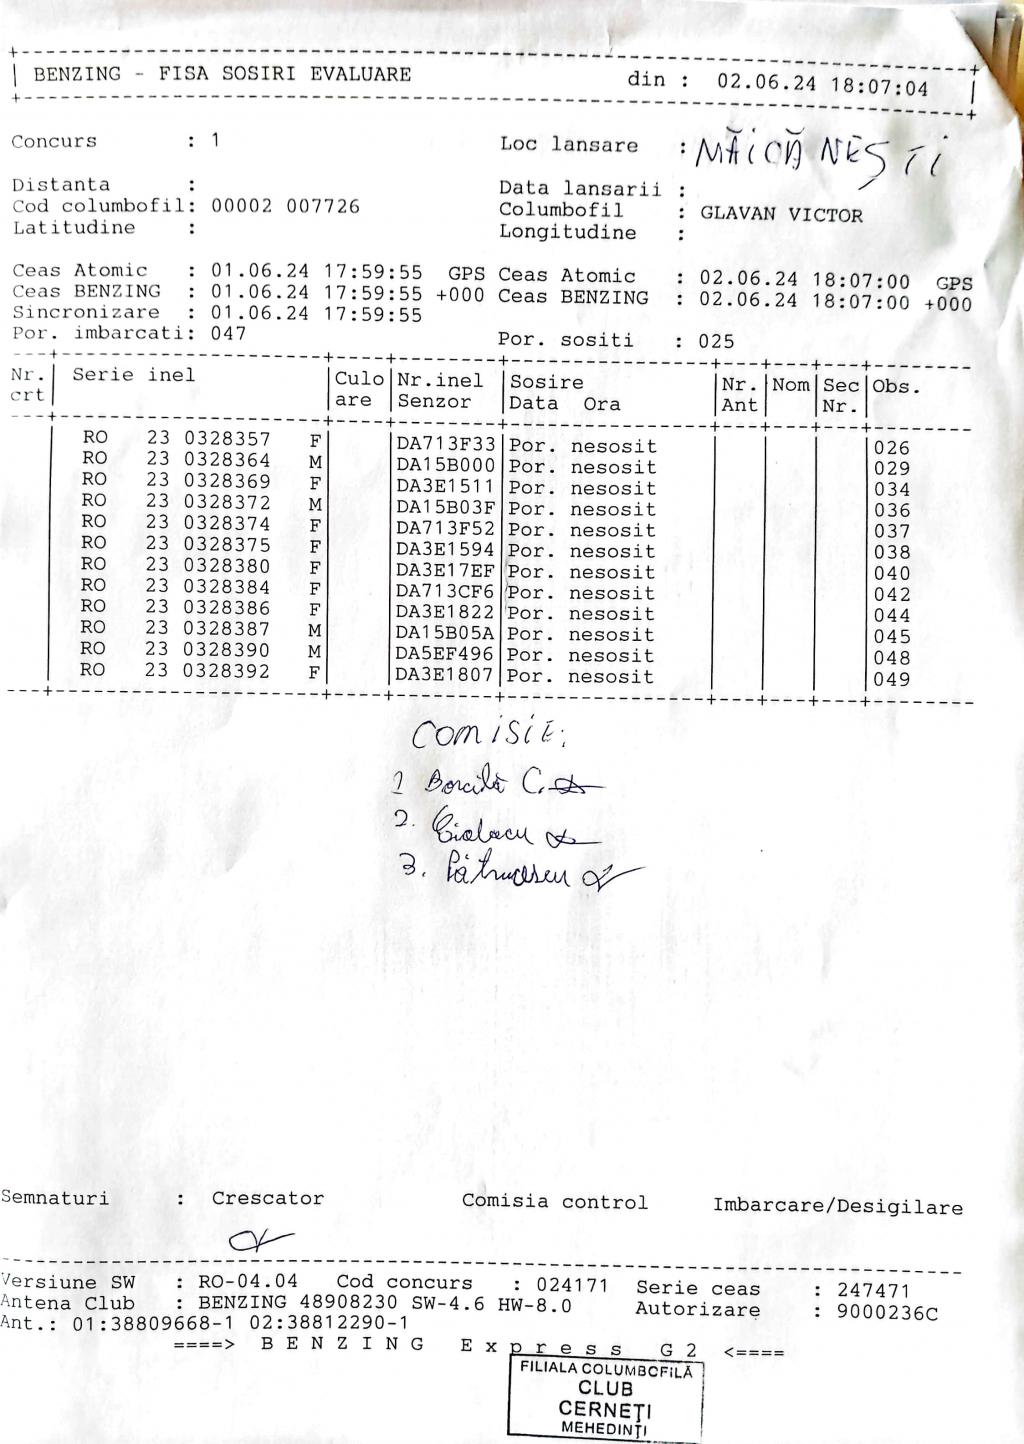 BENZING - FISA SOSIRI EVALUARE din : 02.06.24 18:07:04
Concurs : 1 Loc lansare : MĂICĂNEȘTI
Distanta : Data lansarii :
Cod columbofil: 00002 007726 Columbofil : GLAVAN VICTOR
Latitudine : Longitudine :
Ceas Atomic : 01.06.24 17:59:55 GPS Ceas Atomic : 02.06.24 18:07:00 GPS
Ceas BENZING : 01.06.24 17:59:55 +000 Ceas BENZING : 02.06.24 18:07:00 +000
Sincronizare : 01.06.24 17:59:55
Por. imbarcati: 047 Por. sositi : 025
Nr. Serie inel Culo Nr.inel Sosire Nr. Nom Sec Obs.
crt are Senzor Data Ora Ant Nr.
RO 23 0328357 F DA713F33 Por. nesosit 026
RO 23 0328364 M DA15B000 Por. nesosit 029
RO 23 0328369 F DA3E1511 Por. nesosit 034
RO 23 0328372 M DA15B03F Por. nesosit 036
RO 23 0328374 F DA713F52 Por. nesosit 037
RO 23 0328375 F DA3E1594 Por. nesosit 038
RO 23 0328380 F DA3E17EF Por. nesosit 040
RO 23 0328384 F DA713CF6 Por. nesosit 042
RO 23 0328386 F DA3E1822 Por. nesosit 044
RO 23 0328387 M DA15B05A Por. nesosit 045
RO 23 0328390 M DA5EF496 Por. nesosit 048
RO 23 0328392 F DA3E1807 Por. nesosit 049
COMISIE:
1 Borcilă C.
2. Ciobacu
3. Pătrucescu
Semnaturi : Crescator Comisia control Imbarcare/Desigilare
Versiune SW : RO-04.04 Cod concurs : 024171 Serie ceas : 247471
Antena Club : BENZING 48908230 SW-4.6 HW-8.0 Autorizare : 9000236C
Ant.: 01:38809668-1 02:38812290-1
====> B E N Z I N G E x p r e s s G 2 <====
FILIALA COLUMBOFILĂ
CLUB
CERNEȚI
MEHEDINȚI